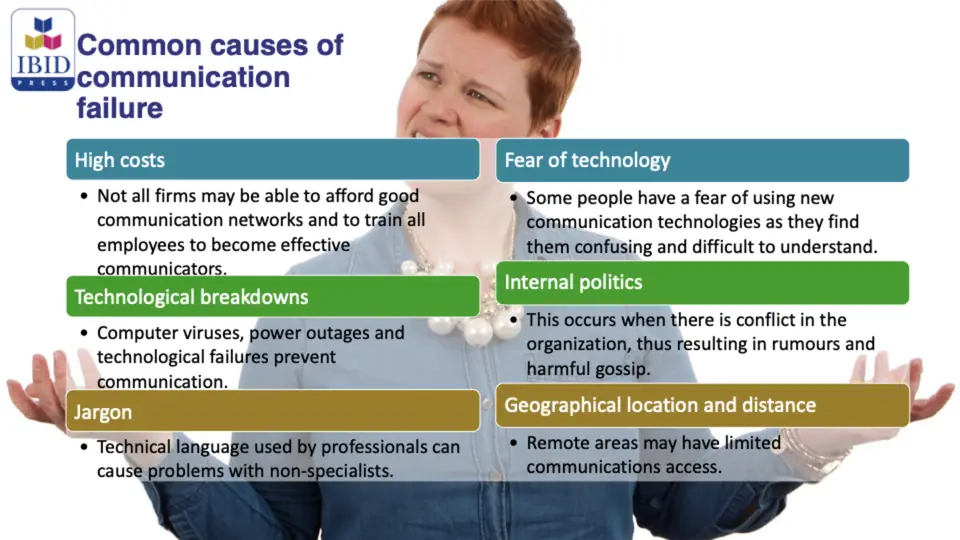 IBID
PRESS
Common causes of
communication
failure
High costs
• Not all firms may be able to afford good
communication networks and to train all
employees to become effective
communicators.
Technological breakdowns
• Computer viruses, power outages and
technological failures prevent
communication.
Jargon
• Technical language used by professionals can
cause problems with non-specialists.
Fear of technology
• Some people have a fear of using new
communication technologies as they find
them confusing and difficult to understand.
Internal politics
• This occurs when there is conflict in the
organization, thus resulting in rumours and
harmful gossip.
Geographical location and distance
• Remote areas may have limited
communications access.